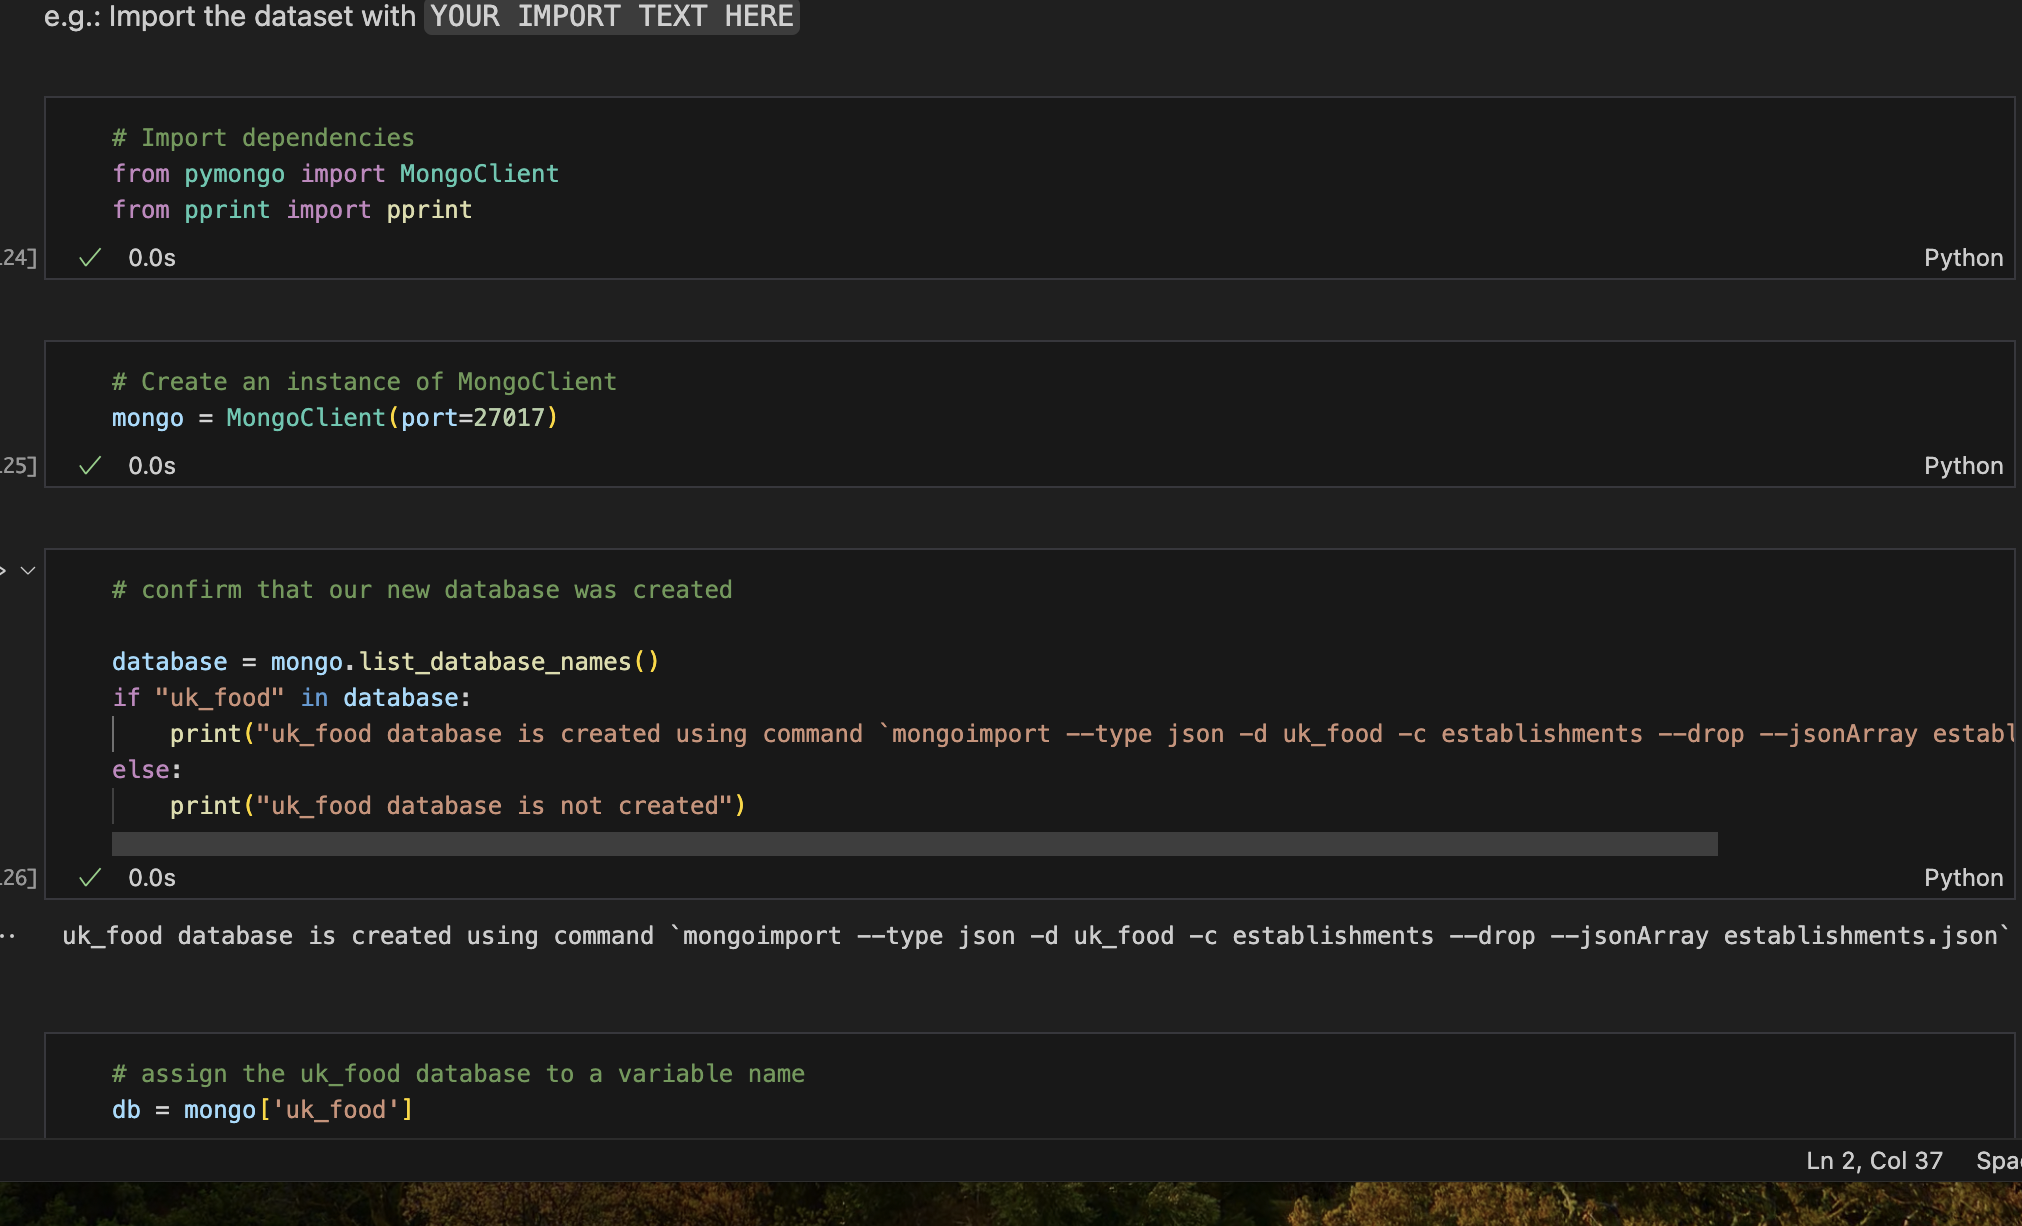 e.g.: Import the dataset with YOUR IMPORT TEXT HERE
# Import dependencies
from pymongo import MongoClient
from pprint import pprint
24]
0.0s
Python
# Create an instance of MongoClient
mongo = MongoClient(port=27017)
25]
0.0s
Python
# confirm that our new database was created
database = mongo.list_database_names()
if "uk_food" in database:
print("uk_food database is created using command `mongoimport --type json -d uk_food -c establishments --drop --jsonArray establ
else:
print("uk_food database is not created")
26]
0.0s
Python
uk_food database is created using command `mongoimport --type json -d uk_food -c establishments --drop --jsonArray establishments.json`
# assign the uk_food database to a variable name
db = mongo['uk_food']
Ln 2, Col 37
Spa